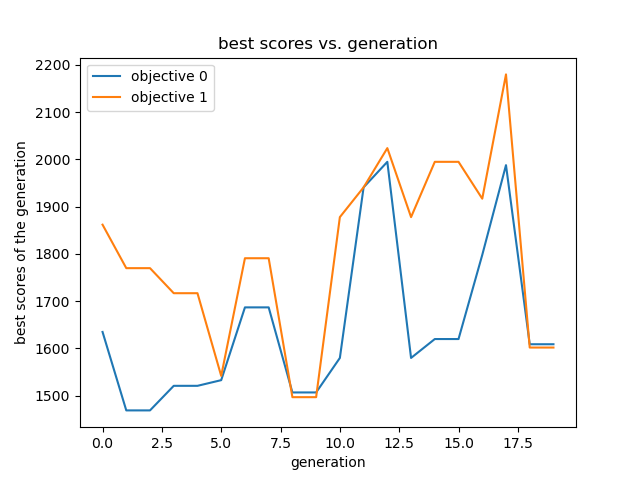 best scores vs. generation
objective 0
objective 1
best scores of the generation
2200
2100
2000
1900
1800
1700
1600
1500
0.0 2.5 5.0 7.5 10.0 12.5 15.0 17.5
generation